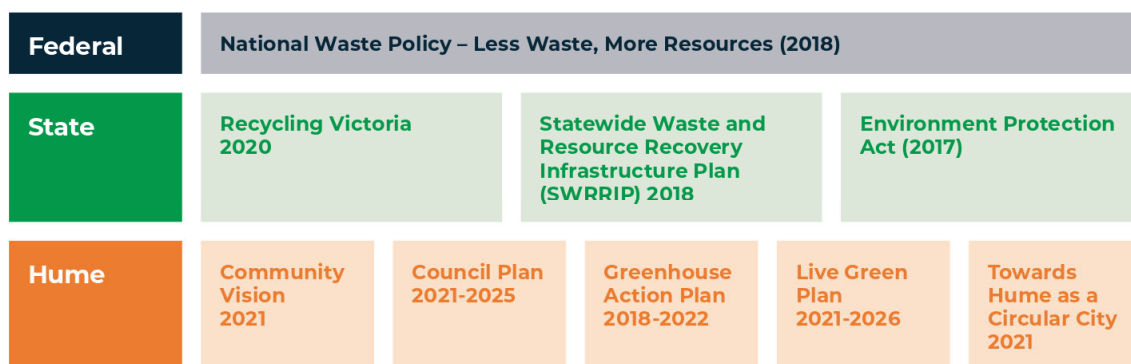 Federal
National Waste Policy – Less Waste, More Resources (2018)
State
Recycling Victoria
2020
Statewide Waste and
Resource Recovery
Infrastructure Plan
(SWRRIP) 2018
Environment Protection
Act (2017)
Hume
Community
Vision
2021
Council Plan
2021-2025
Greenhouse
Action Plan
2018-2022
Live Green
Plan
2021-2026
Towards
Hume as a
Circular City
2021